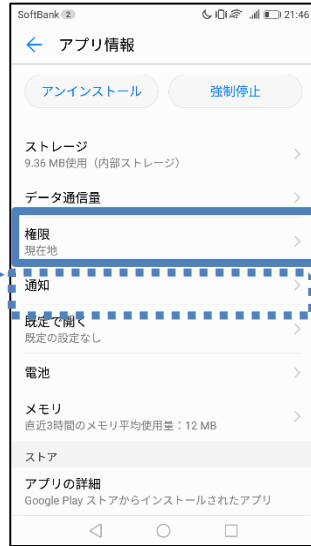 SoftBank 2 21:46
← アプリ情報
アンインストール 強制停止
ストレージ
9.36 MB使用（内部ストレージ）
データ通信量
権限
現在地
通知
既定で開く
既定の設定なし
電池
メモリ
直近3時間のメモリ平均使用量：12 MB
ストア
アプリの詳細
Google Play ストアからインストールされたアプリ